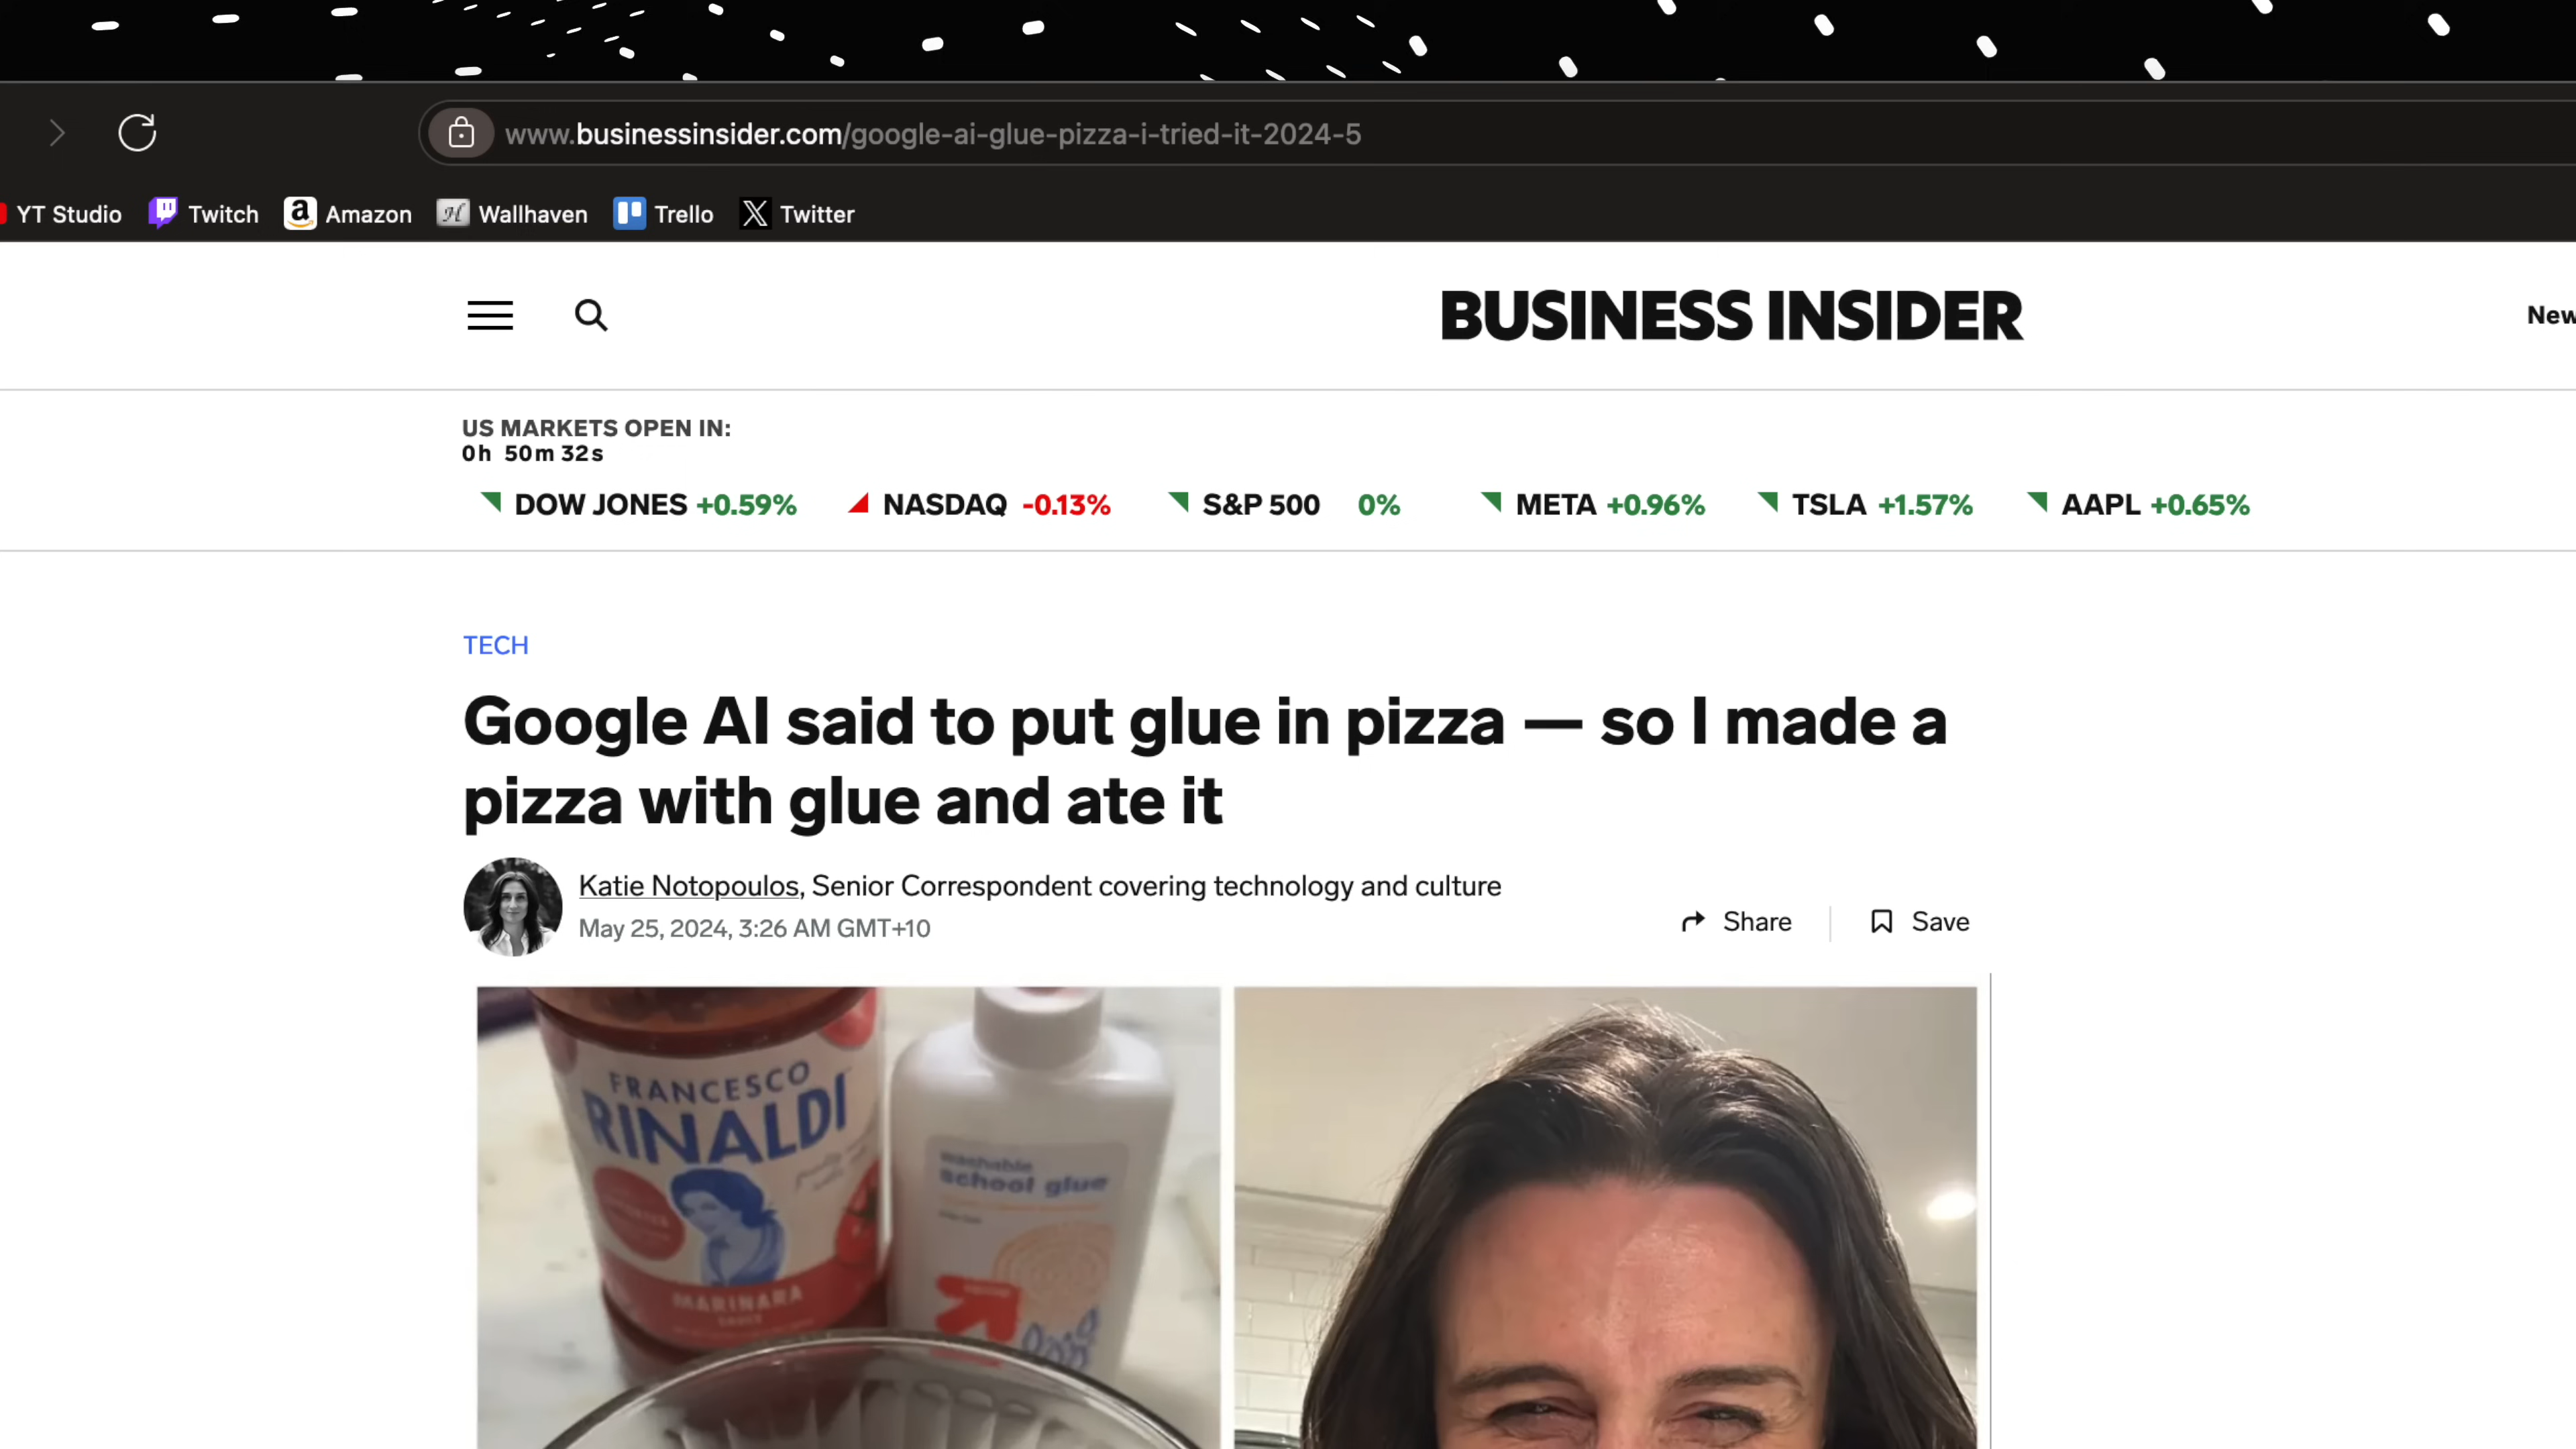 www.businessinsider.com/google-ai-glue-pizza-i-tried-it-2024-5
YT Studio Twitch Amazon Wallhaven Trello Twitter
BUSINESS INSIDER
New
US MARKETS OPEN IN:
0h 50m 32s
DOW JONES +0.59% NASDAQ -0.13% S&P 500 0% META +0.96% TSLA +1.57% AAPL +0.65%
TECH
Google AI said to put glue in pizza — so I made a
pizza with glue and ate it
Katie Notopoulos, Senior Correspondent covering technology and culture
May 25, 2024, 3:26 AM GMT+10
Share Save
FRANCESCO
RINALDI
MARINARA
SAUCE
washable
school glue